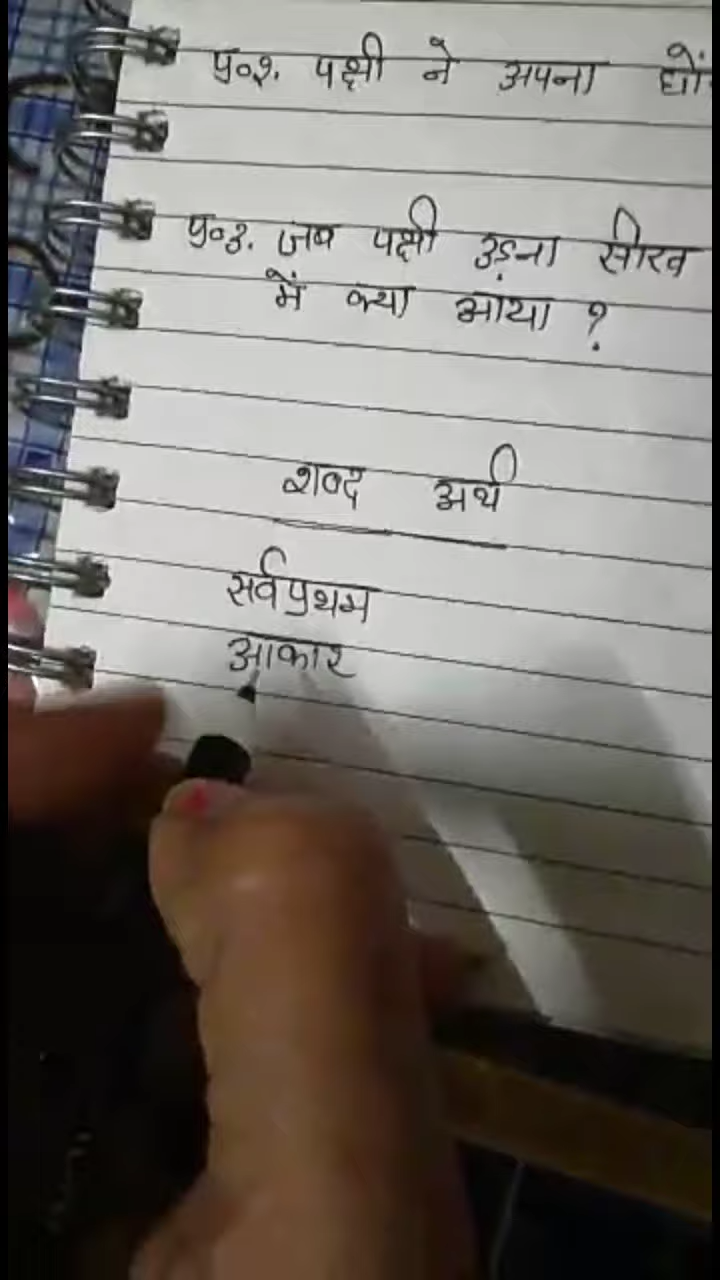 प्र०२. पक्षी ने अपना
प्र०३. जब पक्षी उड़ना सीख
में क्या आया ?
शब्द अर्थ
सर्वप्रथम
आकार